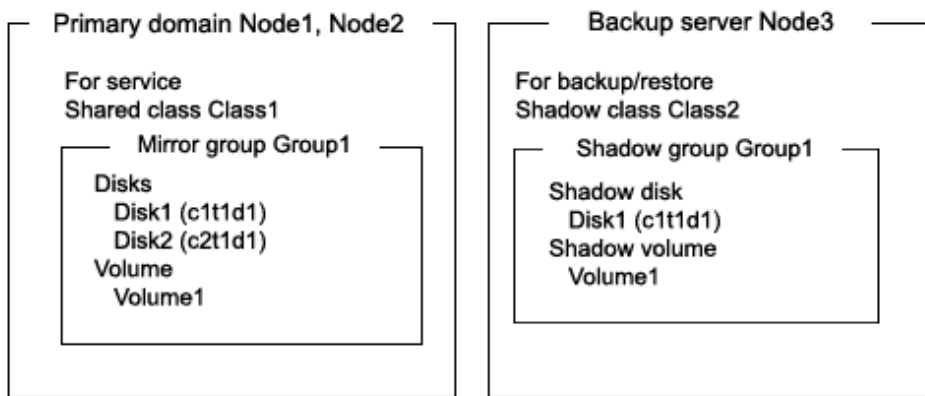 Primary domain Node1, Node2
For service
Shared class Class1
Mirror group Group1
Disks
Disk1 (c1t1d1)
Disk2 (c2t1d1)
Volume
Volume1
Backup server Node3
For backup/restore
Shadow class Class2
Shadow group Group1
Shadow disk
Disk1 (c1t1d1)
Shadow volume
Volume1